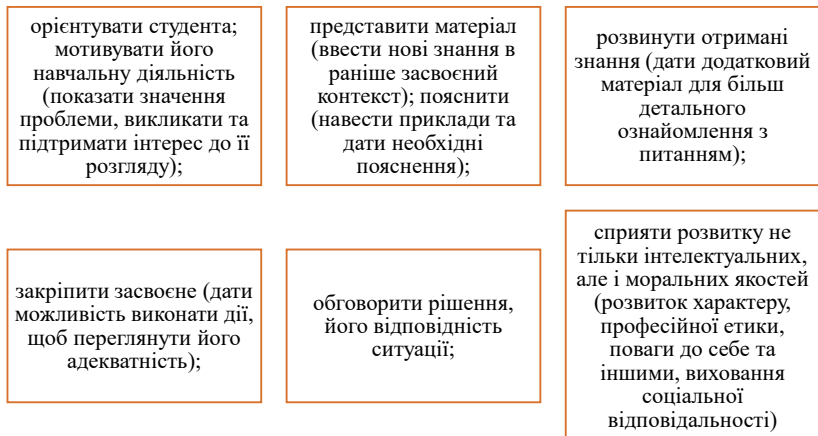 орієнтувати студента;
мотивувати його
навчальну діяльність
(показати значення
проблеми, викликати та
підтримати інтерес до її
розгляду);
представити матеріал
(ввести нові знання в
раніше засвоєний
контекст); пояснити
(навести приклади та
дати необхідні
пояснення);
розвинути отримані
знання (дати додатковий
матеріал для більш
детального
ознайомлення з
питанням);
закріпити засвоєне (дати
можливість виконати дії,
щоб переглянути його
адекватність);
обговорити рішення,
його відповідність
ситуації;
сприяти розвитку не
тільки інтелектуальних,
але і моральних якостей
(розвиток характеру,
професійної етики,
поваги до себе та
іншими, виховання
соціальної
відповідальності)